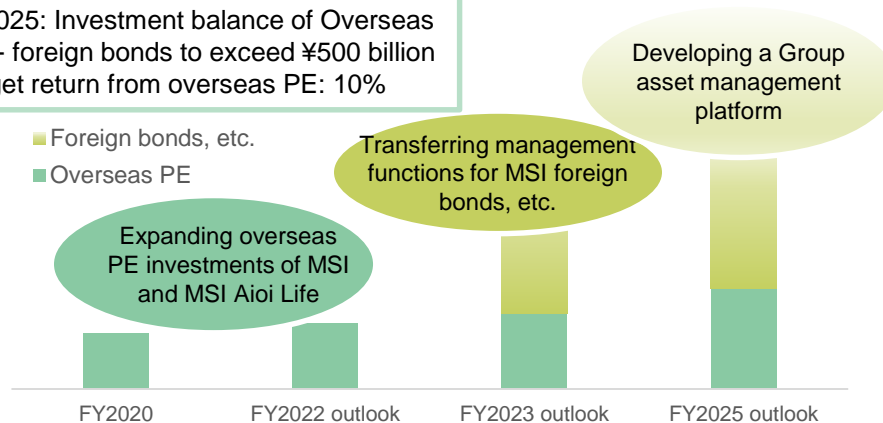 025: Investment balance of Overseas
- foreign bonds to exceed ¥500 billion
get return from overseas PE: 10%
Developing a Group
asset management
platform
Foreign bonds, etc.
Overseas PE
Transferring management
functions for MSI foreign
bonds, etc.
Expanding overseas
PE investments of MSI
and MSI Aioi Life
FY2020
FY2022 outlook
FY2023 outlook
FY2025 outlook